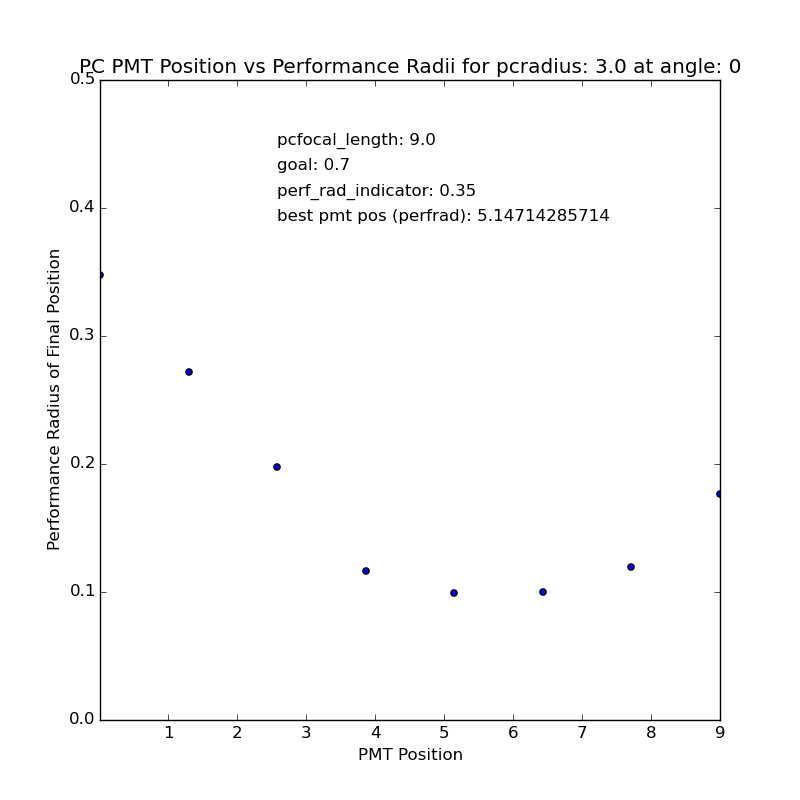 PC PMT Position vs Performance Radii for pcradius: 3.0 at angle: 0
0.5
pcfocal_length: 9.0
goal: 0.7
perf_rad_indicator: 0.35
best pmt pos (perfrad): 5.14714285714
0.4
0.3
0.2
0.1
0.0
Performance Radius of Final Position
1 2 3 4 5 6 7 8 9
PMT Position